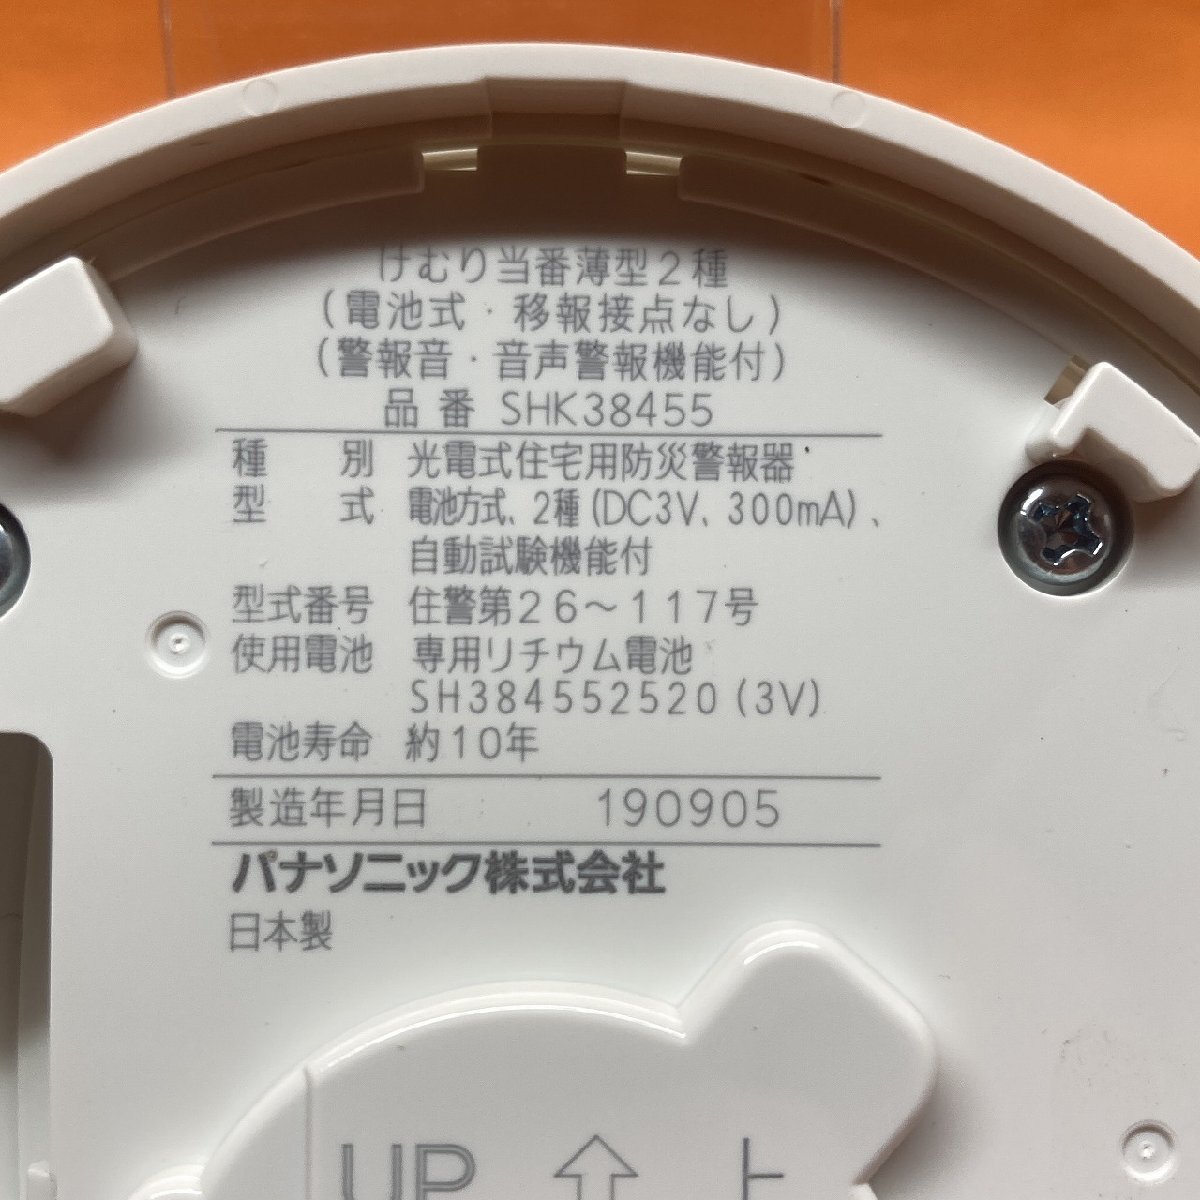 けむり当番薄型２種
(電池式・移報接点なし)
(警報音・音声警報機能付)
品番 SHK38455
種別 光電式住宅用防災警報器
型式 電池方式、2種(DC3V、300mA)、
自動試験機能付
型式番号 住警第２６～１１７号
使用電池 専用リチウム電池
SH384552520(3V)
電池寿命 約10年
製造年月日 190905
パナソニック株式会社
日本製
UP ⇧ 上